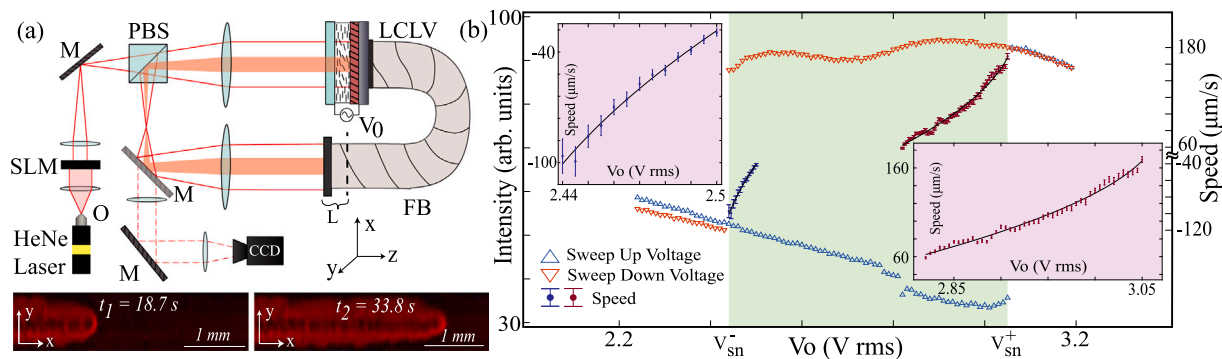 (a)
M
PBS
LCLV
V0
SLM
M
O
HeNe
Laser
M
CCD
L
FB
x
y
z
y
x
t1 = 18.7 s
1 mm
y
x
t2 = 33.8 s
1 mm
(b)
100
Intensity (arb. units)
30
-40
Speed (μm/s)
-100
Vo (V rms)
2.44
2.5
Sweep Up Voltage
Sweep Down Voltage
Speed
160
Speed (μm/s)
60
Vo (V rms)
2.85
3.05
180
60
-40
-120
Speed (μm/s)
2.2
V-sn
Vo (V rms)
V+sn
3.2